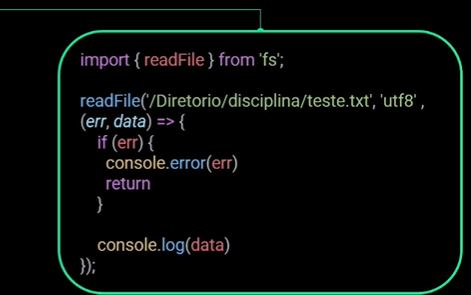 import { readFile } from 'fs';
readFile('/Diretorio/disciplina/teste.txt', 'utf8' ,
(err, data) => {
if (err) {
console.error(err)
return
}
console.log(data)
});